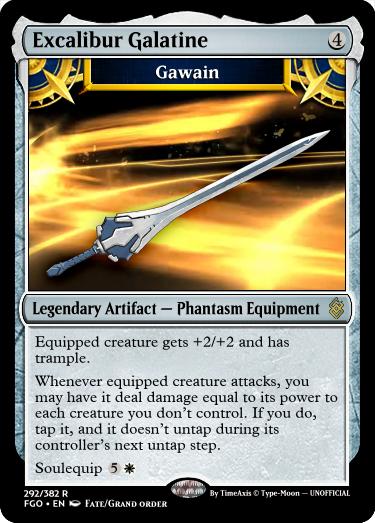 Excalibur Galatine 4
Gawain
Legendary Artifact — Phantasm Equipment
Equipped creature gets +2/+2 and has
trample.
Whenever equipped creature attacks, you
may have it deal damage equal to its power to
each creature you don't control. If you do,
tap it, and it doesn't untap during its
controller's next untap step.
Soulequip 5
292/382 R
FGO • EN Fate/Grand order
By TimeAxis © Type-Moon — UNOFFICIAL